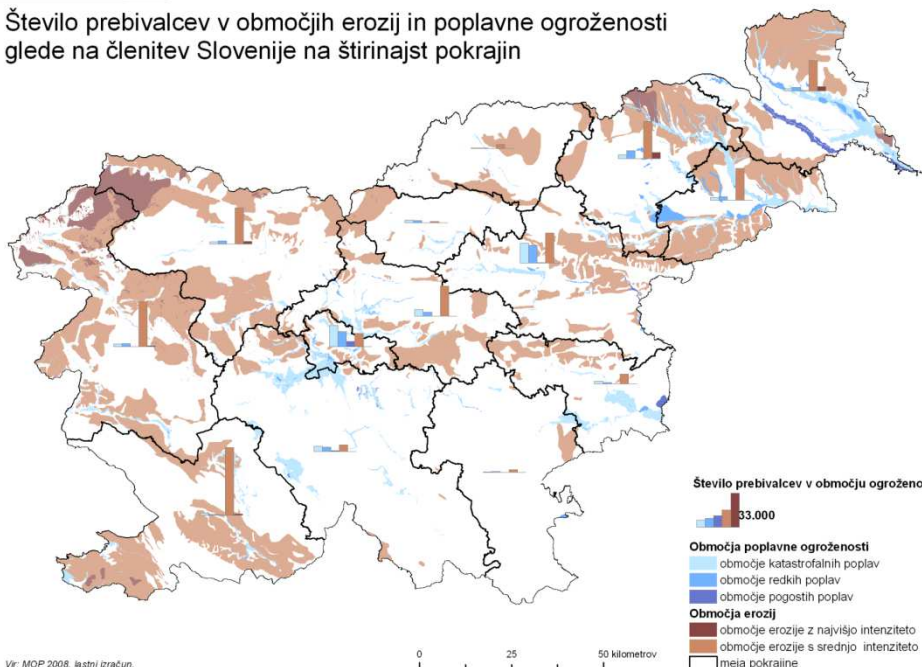 Število prebivalcev v območjih erozij in poplavne ogroženosti
glede na členitev Slovenije na štirinajst pokrajin
Število prebivalcev v območju ogroženo
33.000
Območja poplavne ogroženosti
območje katastrofalnih poplav
območje redkih poplav
območje pogostih poplav
Območja erozij
območje erozije z najvišjo intenziteto
območje erozije s srednjo intenziteto
meja pokrajine
0 25 50 kilometrov
Vir: MOP 2008, lastni izračun.